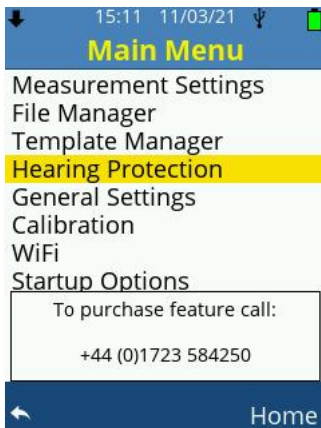 15:11 11/03/21
Main Menu
Measurement Settings
File Manager
Template Manager
Hearing Protection
General Settings
Calibration
WiFi
Startup Options
To purchase feature call:
+44 (0)1723 584250
Home